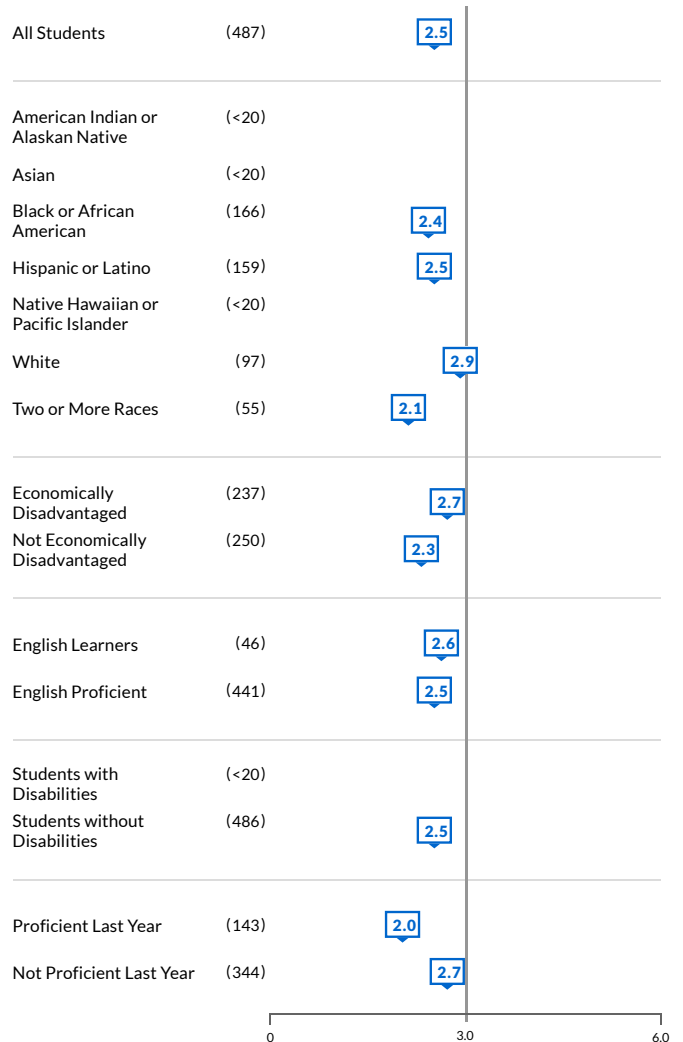 All Students (487) 2.5
American Indian or (<20)
Alaskan Native
Asian (<20)
Black or African (166) 2.4
American
Hispanic or Latino (159) 2.5
Native Hawaiian or (<20)
Pacific Islander
White (97) 2.9
Two or More Races (55) 2.1
Economically (237) 2.7
Disadvantaged
Not Economically (250) 2.3
Disadvantaged
English Learners (46) 2.6
English Proficient (441) 2.5
Students with (<20)
Disabilities
Students without (486) 2.5
Disabilities
Proficient Last Year (143) 2.0
Not Proficient Last Year (344) 2.7
0 3.0 6.0